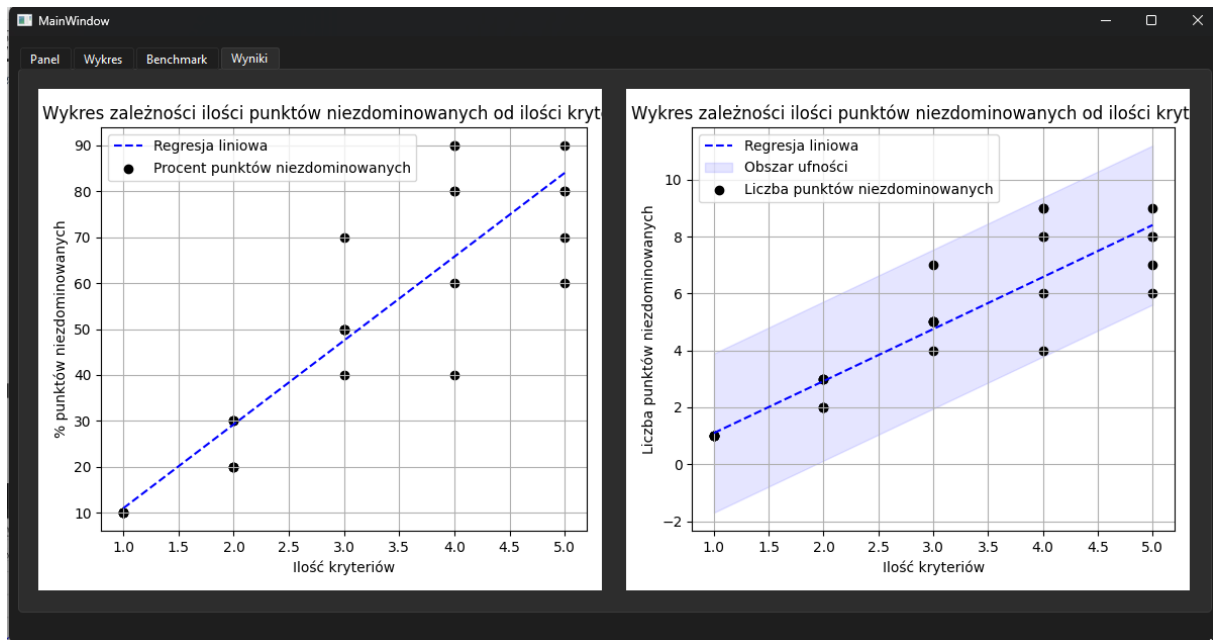 MainWindow
Panel Wykres Benchmark Wyniki
Wykres zależności ilości punktów niezdominowanych od ilości kryte
Regresja liniowa
Procent punktów niezdominowanych
% punktów niezdominowanych
90
80
70
60
50
40
30
20
10
1.0 1.5 2.0 2.5 3.0 3.5 4.0 4.5 5.0
Ilość kryteriów
Wykres zależności ilości punktów niezdominowanych od ilości kryt
Regresja liniowa
Obszar ufności
Liczba punktów niezdominowanych
Liczba punktów niezdominowanych
10
8
6
4
2
0
−2
1.0 1.5 2.0 2.5 3.0 3.5 4.0 4.5 5.0
Ilość kryteriów